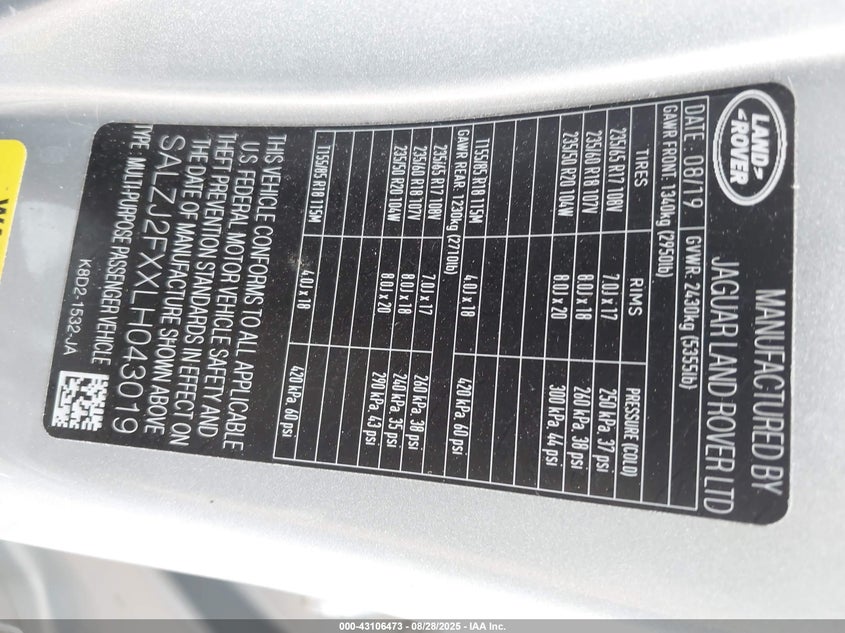 LAND
ROVER
MANUFACTURED BY
JAGUAR LAND ROVER LTD
DATE: 08/19 GVWR: 2430kg (5355lb)
GAWR FRONT: 1340kg (2950lb)
TIRES RIMS PRESSURE (COLD)
235/65 R17 108V 7.0J x 17 250 kPa, 37 psi
235/60 R18 107V 8.0J x 18 260 kPa, 38 psi
235/50 R20 104W 8.0J x 20 300 kPa, 44 psi
T155/85 R18 115M 4.0J x 18 420 kPa, 60 psi
GAWR REAR: 1230kg (2710lb)
235/65 R17 108V 7.0J x 17 260 kPa, 38 psi
235/60 R18 107V 8.0J x 18 240 kPa, 35 psi
235/50 R20 104W 8.0J x 20 290 kPa, 43 psi
T155/85 R18 115M 4.0J x 18 420 kPa, 60 psi
THIS VEHICLE CONFORMS TO ALL APPLICABLE
U.S. FEDERAL MOTOR VEHICLE SAFETY AND
THEFT PREVENTION STANDARDS IN EFFECT ON
THE DATE OF MANUFACTURE SHOWN ABOVE
SALZJ2FXXLH043019
TYPE: MULTI-PURPOSE PASSENGER VEHICLE
K8D2-1532-JA
000-43106473 - 08/28/2025 - IAA Inc.